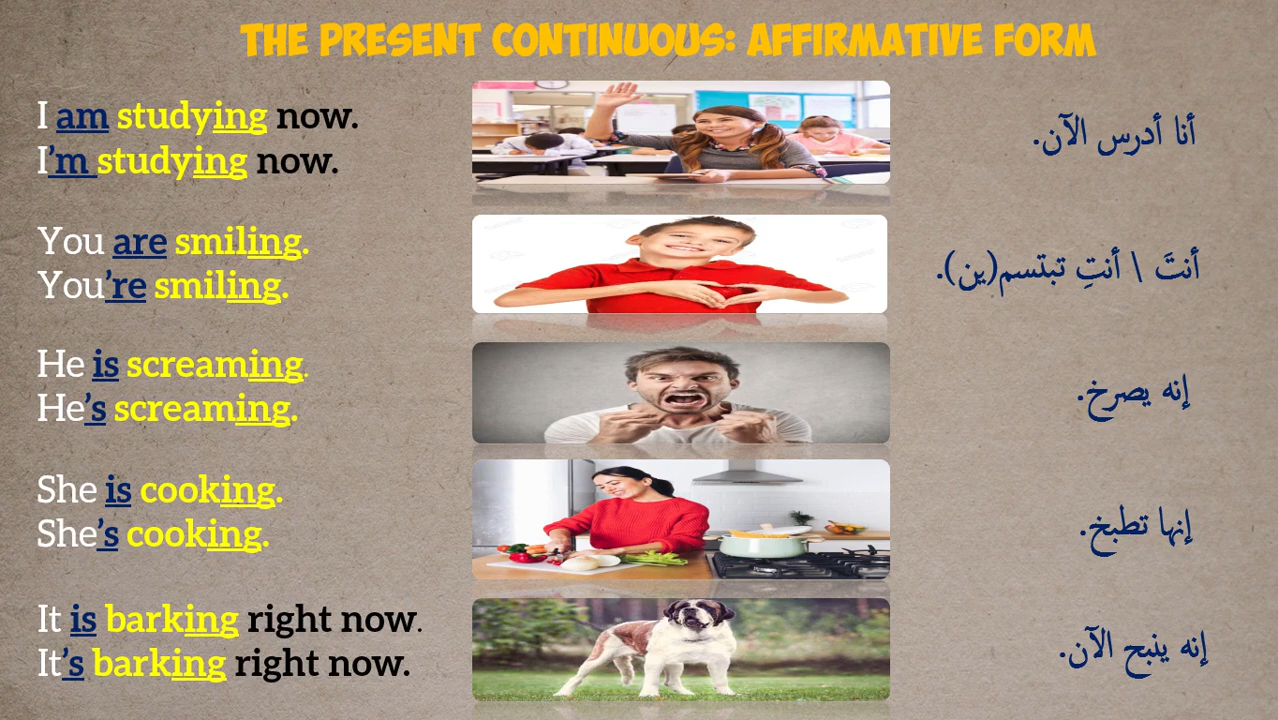 THE PRESENT CONTINUOUS: AFFIRMATIVE FORM
I am studying now.
I'm studying now.
أنا أدرس الآن.
You are smiling.
You're smiling.
أنتَ \ أنتِ تبتسم(ين).
He is screaming.
He's screaming.
إنه يصرخ.
She is cooking.
She's cooking.
إنها تطبخ.
It is barking right now.
It's barking right now.
إنه ينبح الآن.